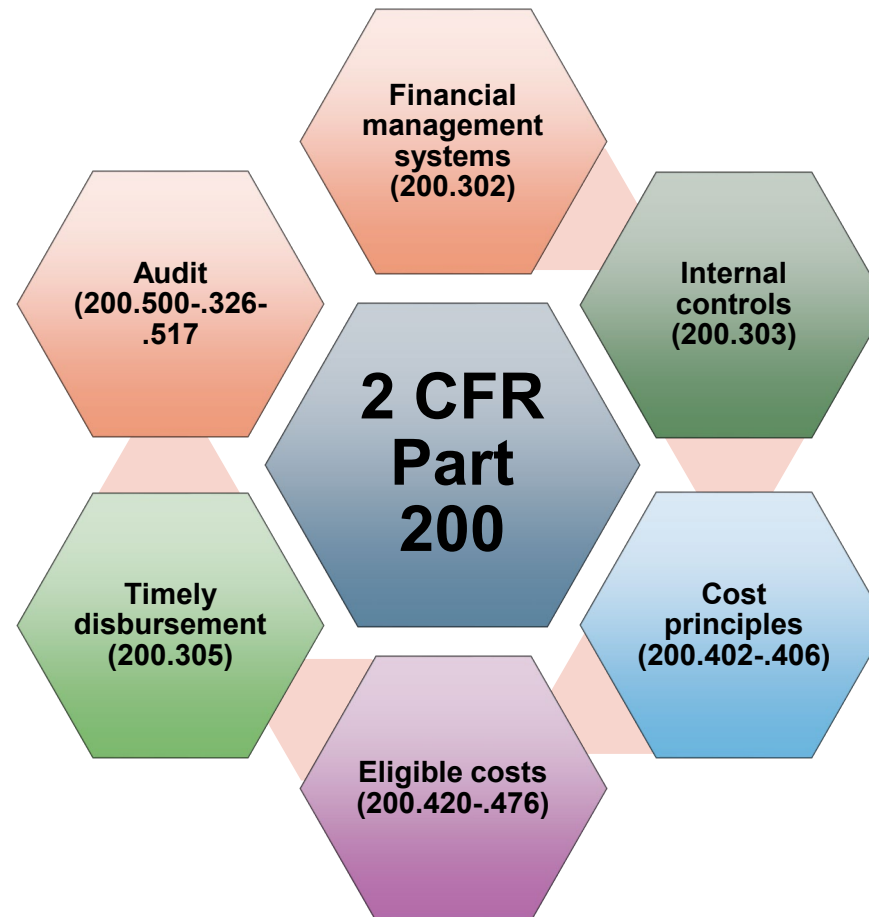 Financial
management
systems
(200.302)
Internal
controls
(200.303)
Cost
principles
(200.402-.406)
Eligible costs
(200.420-.476)
Timely
disbursement
(200.305)
Audit
(200.500-.326-
.517
2 CFR
Part
200